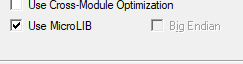 Use Cross-Module Optimization
Use MicroLIB Big Endian